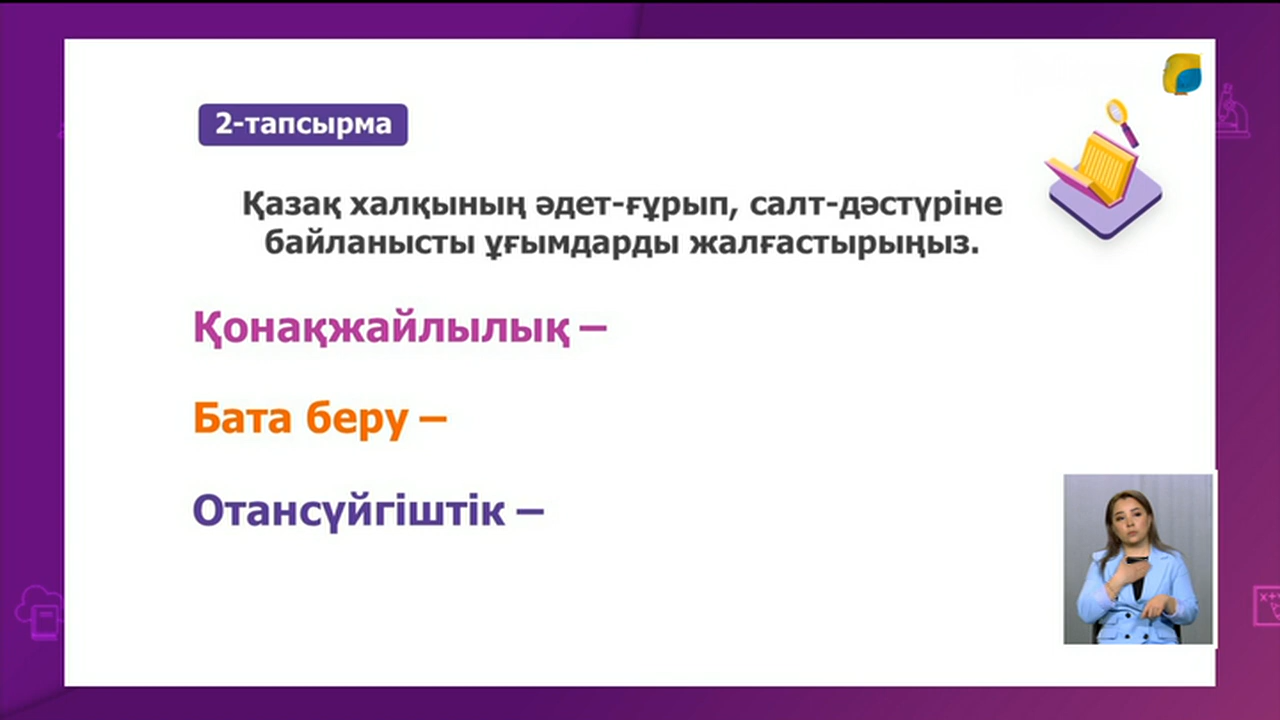 2-тапсырма
Қазақ халқының әдет-ғұрып, салт-дәстүріне
байланысты ұғымдарды жалғастырыңыз.
Қонақжайлылық –
Бата беру –
Отансүйгіштік –